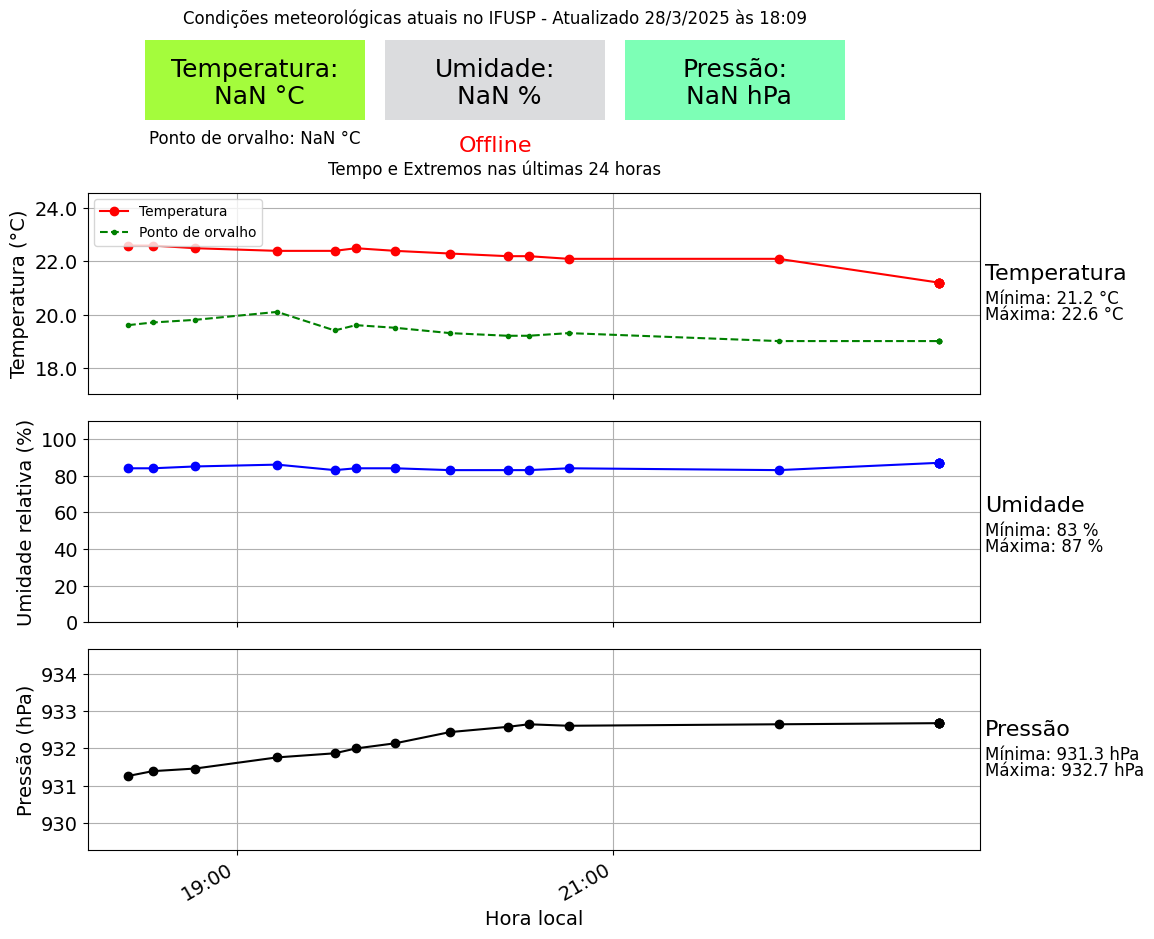 Condições meteorológicas atuais no IFUSP - Atualizado 28/3/2025 às 18:09
Temperatura:
NaN °C
Umidade:
NaN %
Pressão:
NaN hPa
Ponto de orvalho: NaN °C
Offline
Tempo e Extremos nas últimas 24 horas
Temperatura (°C)
24.0
22.0
20.0
18.0
Temperatura
Ponto de orvalho
Temperatura
Mínima: 21.2 °C
Máxima: 22.6 °C
Umidade relativa (%)
100
80
60
40
20
0
Umidade
Mínima: 83 %
Máxima: 87 %
Pressão (hPa)
934
933
932
931
930
Pressão
Mínima: 931.3 hPa
Máxima: 932.7 hPa
19:00
21:00
Hora local